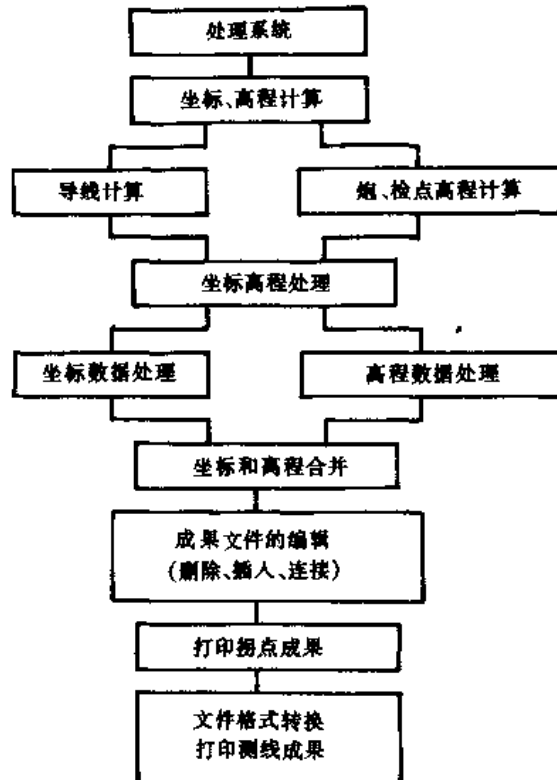 处理系统
坐标、高程计算
导线计算
炮、检点高程计算
坐标高程处理
坐标数据处理
高程数据处理
坐标和高程合并
成果文件的编辑
(删除、插入、连接)
打印拐点成果
文件格式转换
打印测线成果